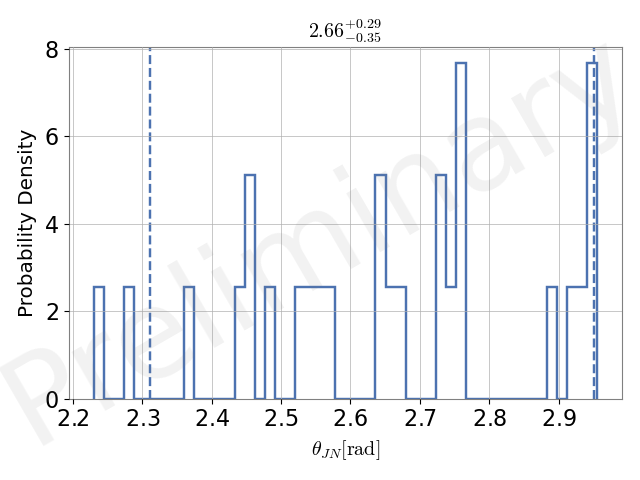 2.66^{+0.29}_{-0.35}
8
6
4
2
0
Probability Density
2.2 2.3 2.4 2.5 2.6 2.7 2.8 2.9
θ_{JN}[rad]
Preliminary